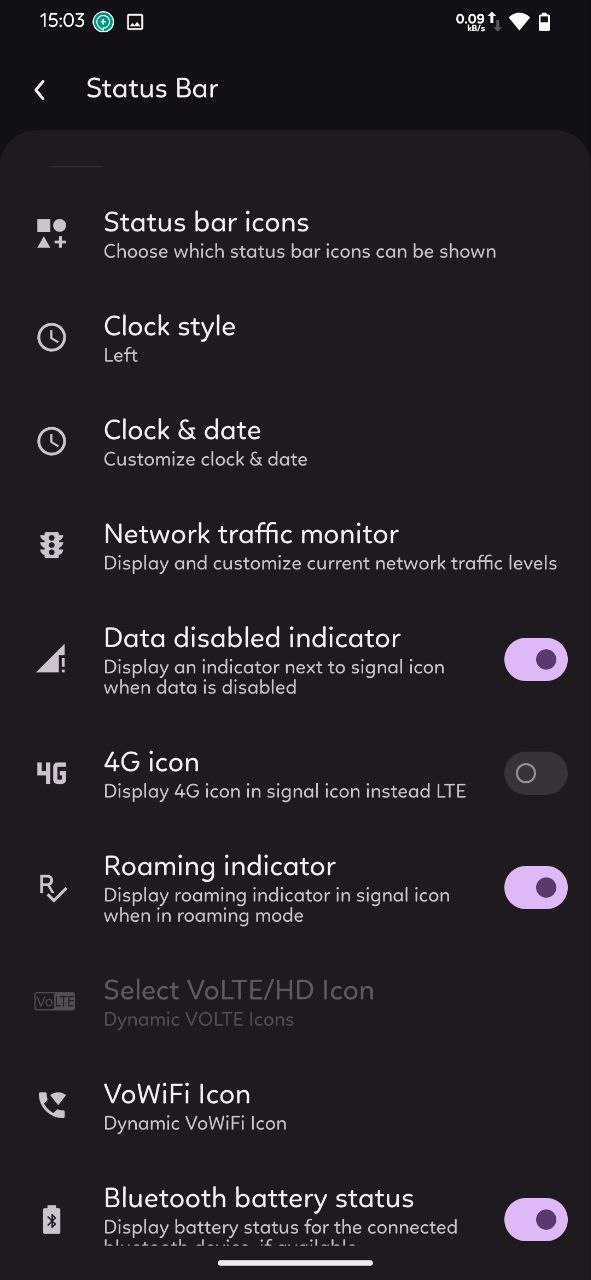 15:03
0.09
kB/s
Status Bar
Status bar icons
Choose which status bar icons can be shown
Clock style
Left
Clock & date
Customize clock & date
Network traffic monitor
Display and customize current network traffic levels
Data disabled indicator
Display an indicator next to signal icon
when data is disabled
4G
4G icon
Display 4G icon in signal icon instead LTE
R
Roaming indicator
Display roaming indicator in signal icon
when in roaming mode
VoLTE
Select VoLTE/HD Icon
Dynamic VOLTE Icons
VoWiFi Icon
Dynamic VoWiFi Icon
Bluetooth battery status
Display battery status for the connected
bluetooth device, if available